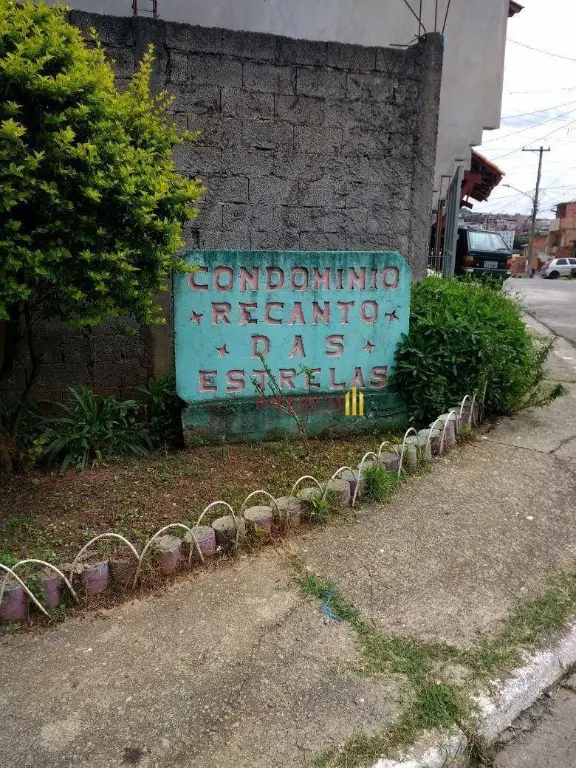 CONDOMINIO
RECANTO
DAS
ESTRELAS